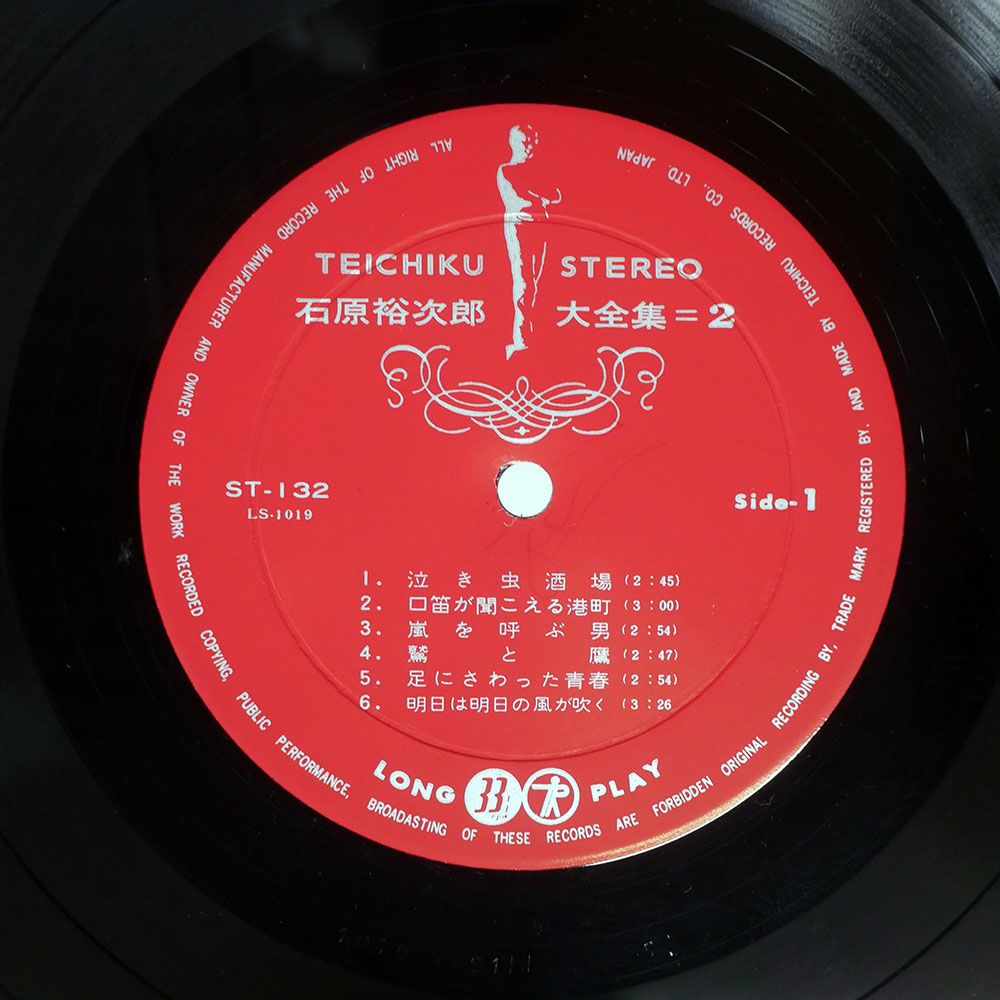 TEICHIKU STEREO
石原裕次郎 大全集=2
ST-132
LS-1019
Side-1
1. 泣き虫酒場 (2:45)
2. 口笛が聞こえる港町 (3:00)
3. 嵐を呼ぶ男 (2:54)
4. 鷲と鷹 (2:47)
5. 足にさわった青春 (2:54)
6. 明日は明日の風が吹く (3:26
LONG 33⅓ rpm PLAY
ALL RIGHT OF THE RECORD MANUFACTURER AND OWNER OF THE WORK RECORDED COPYING, PUBLIC PERFORMANCE, BROADASTING OF THESE RECORDS ARE FORBIDDEN ORIGINAL RECORDING BY, TRADE MARK REGISTERED BY, AND MADE BY TEICHIKU RECORDS CO., LTD. JAPAN